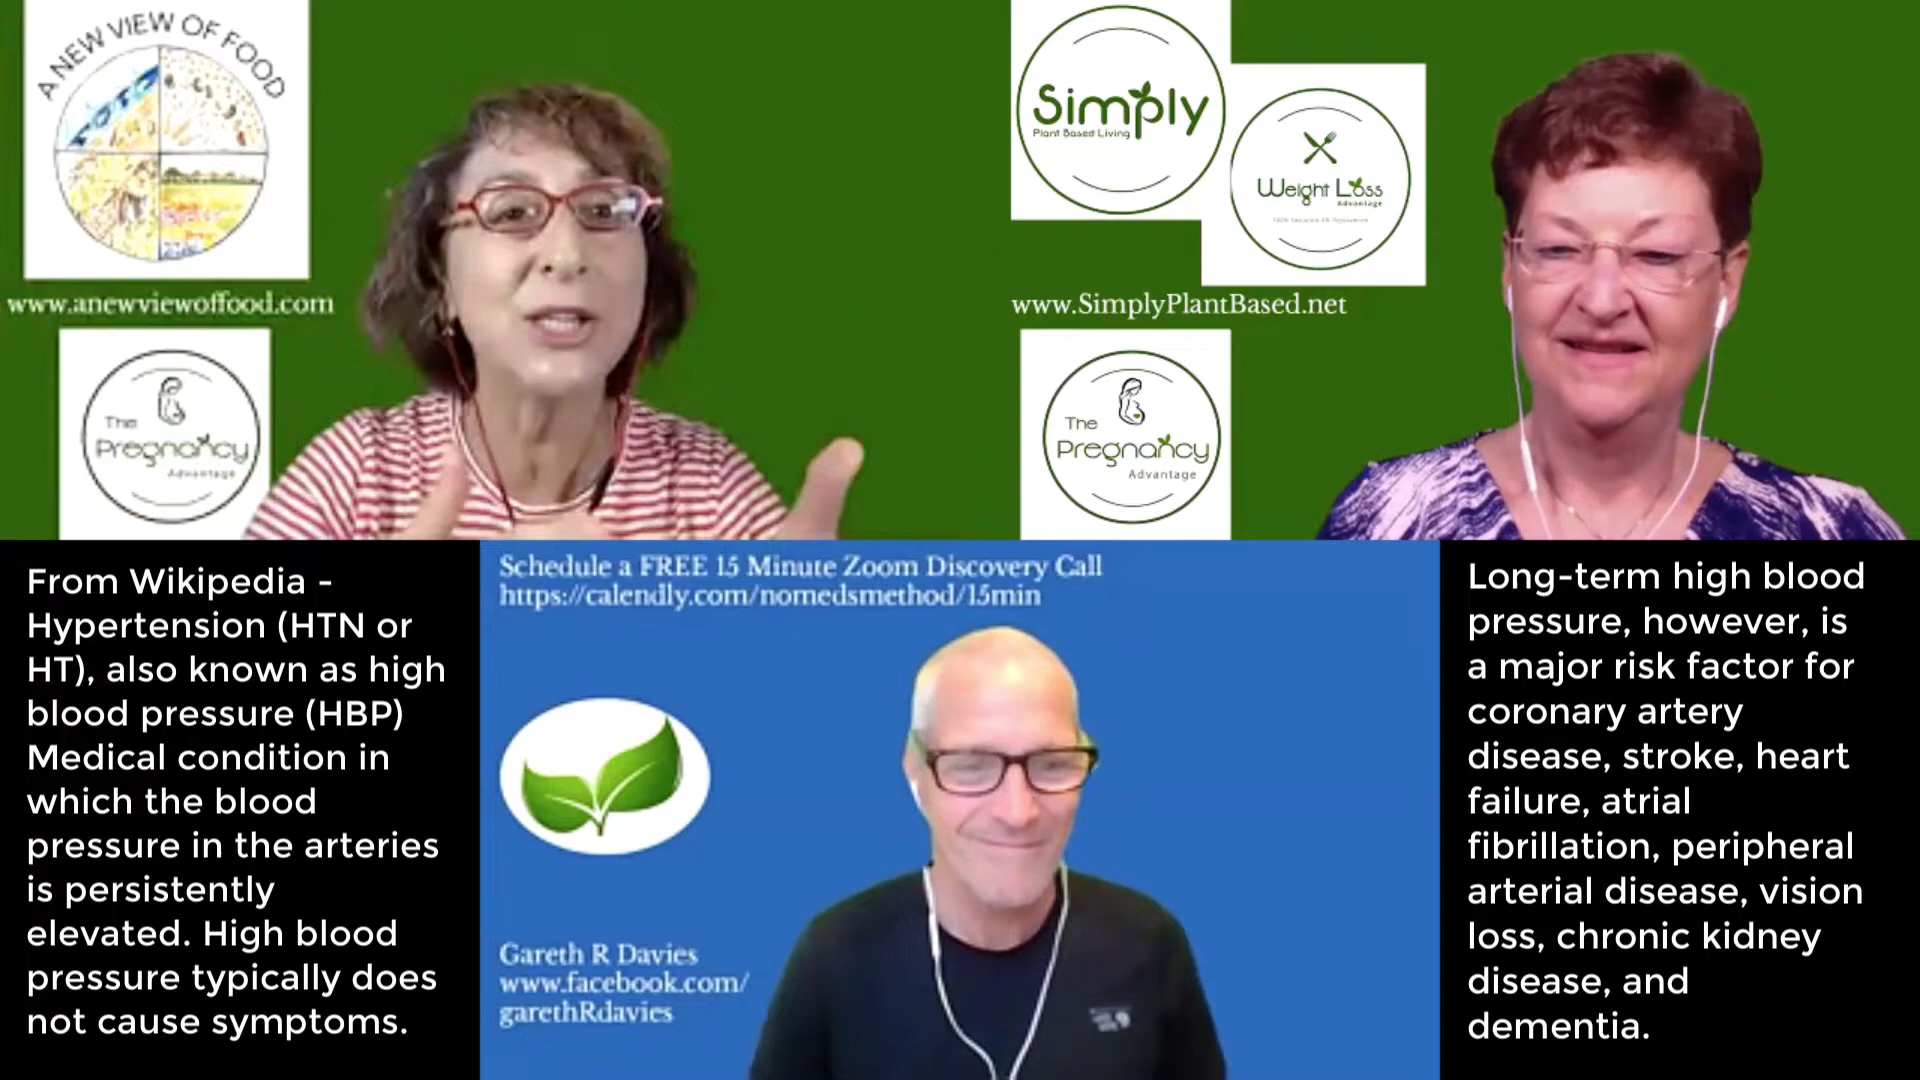 A NEW VIEW OF FOOD
www.anewviewoffood.com
The
Pregnancy
Advantage
Simply
Plant Based Living
Weight Loss
Advantage
www.SimplyPlantBased.net
The
Pregnancy
Advantage
From Wikipedia -
Hypertension (HTN or
HT), also known as high
blood pressure (HBP)
Medical condition in
which the blood
pressure in the arteries
is persistently
elevated. High blood
pressure typically does
not cause symptoms.
Schedule a FREE 15 Minute Zoom Discovery Call
https://calendly.com/nomedsmethod/15min
Gareth R Davies
www.facebook.com/
garethRdavies
Long-term high blood
pressure, however, is
a major risk factor for
coronary artery
disease, stroke, heart
failure, atrial
fibrillation, peripheral
arterial disease, vision
loss, chronic kidney
disease, and
dementia.